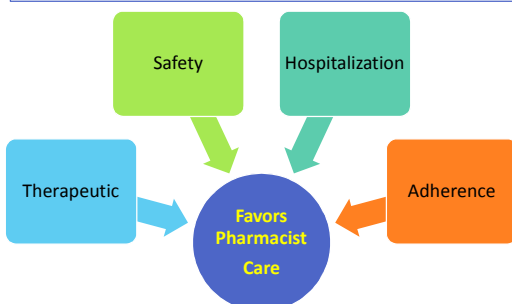 Safety
Hospitalization
Therapeutic
Adherence
Favors
Pharmacist
Care